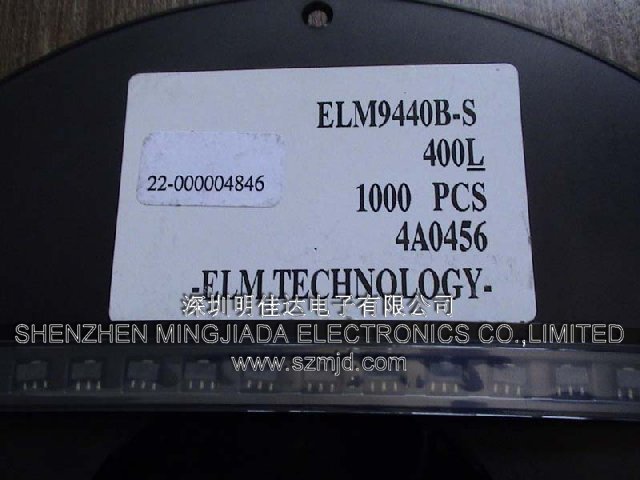 ELM9440B-S
400L
22-000004846
1000 PCS
4A0456
-ELM TECHNOLOGY-
深圳明佳达电子有限公司
SHENZHEN MINGJIADA ELECTRONICS CO.,LIMITED
www.szmjd.com